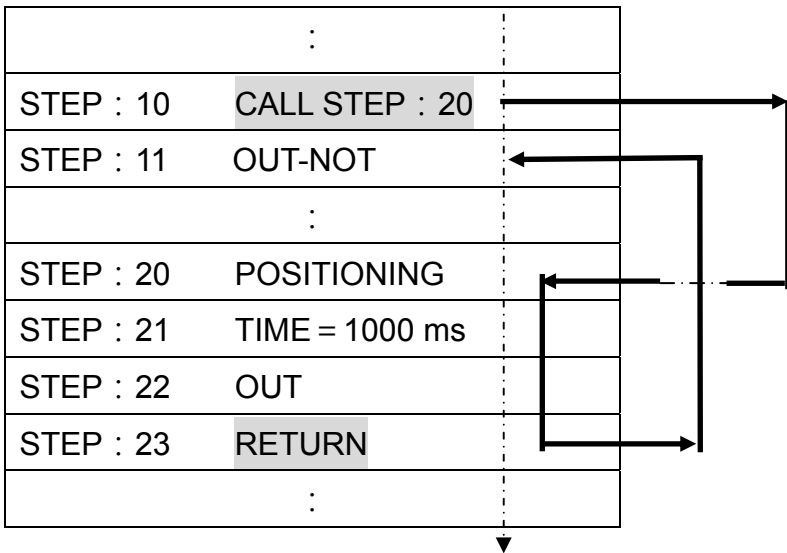 :
STEP : 10 CALL STEP : 20
STEP : 11 OUT-NOT
:
STEP : 20 POSITIONING
STEP : 21 TIME = 1000 ms
STEP : 22 OUT
STEP : 23 RETURN
: